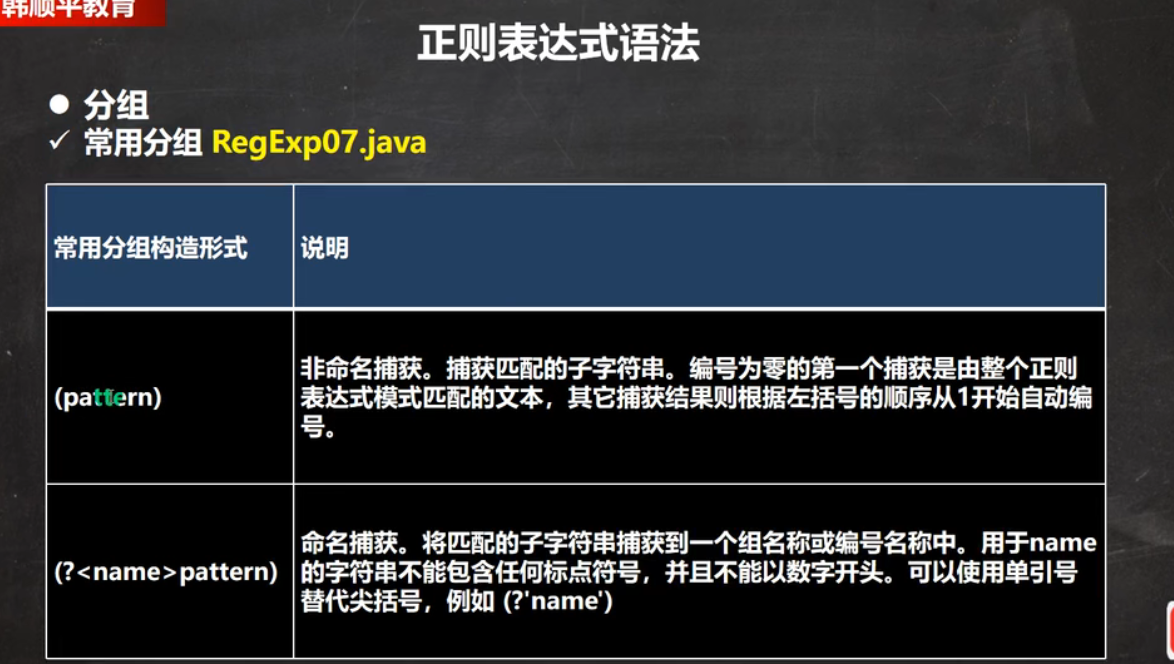 韩顺平教育
正则表达式语法
● 分组
✓ 常用分组 RegExp07.java
常用分组构造形式
说明
(pattern)
非命名捕获。捕获匹配的子字符串。编号为零的第一个捕获是由整个正则
表达式模式匹配的文本，其它捕获结果则根据左括号的顺序从1开始自动编
号。
(?<name>pattern)
命名捕获。将匹配的子字符串捕获到一个组名称或编号名称中。用于name
的字符串不能包含任何标点符号，并且不能以数字开头。可以使用单引号
替代尖括号，例如 (?'name')